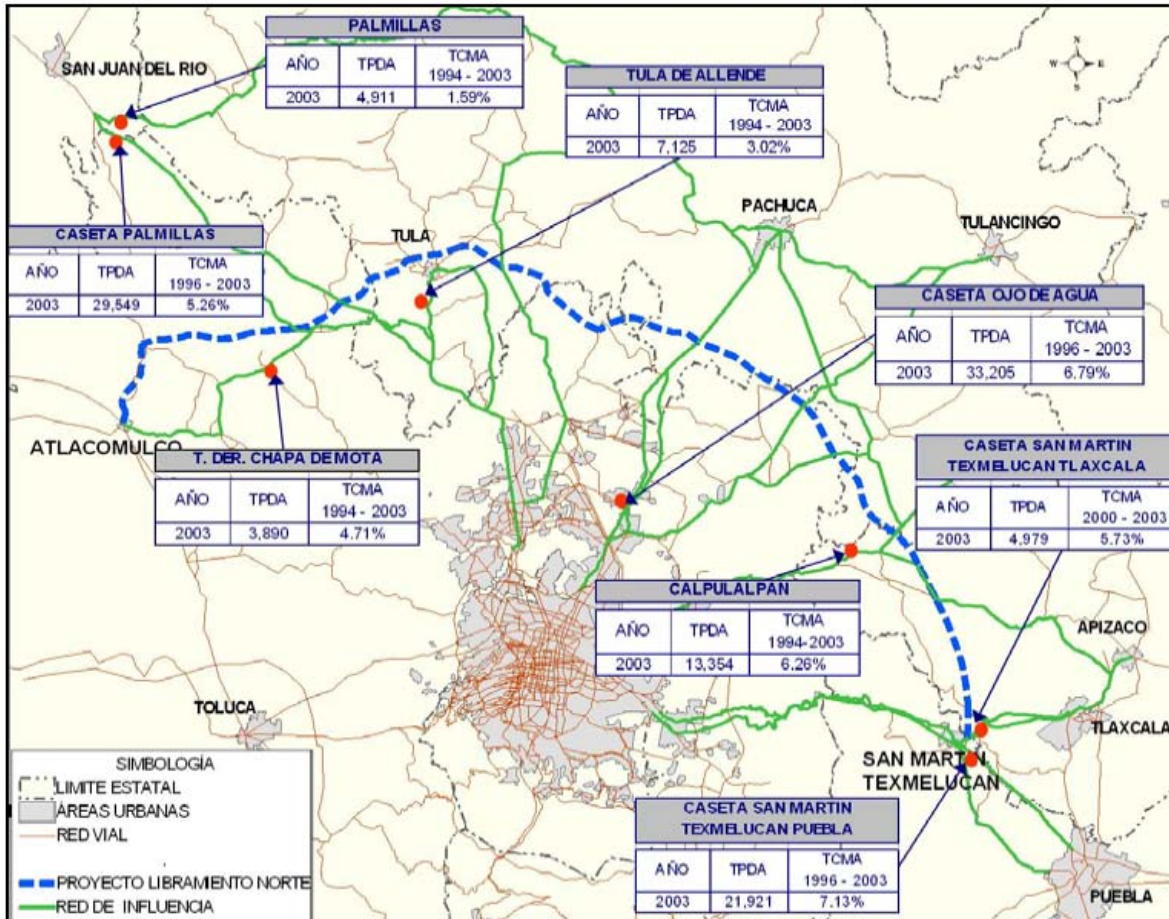 PALMILLAS
AÑO TPDA TCMA 1994 - 2003
2003 4,911 1.59%
SAN JUAN DEL RIO
N
W E
S
TULA DE ALLENDE
AÑO TPDA TCMA 1994 - 2003
2003 7,125 3.02%
PACHUCA
TULANCINGO
CASETA PALMILLAS
AÑO TPDA TCMA 1996 - 2003
2003 29,549 5.26%
TULA
CASETA OJO DE AGUA
AÑO TPDA TCMA 1996 - 2003
2003 33,205 6.79%
ATLACOMULCO
T. DER. CHAPA DE MOTA
AÑO TPDA TCMA 1994 - 2003
2003 3,890 4.71%
CASETA SAN MARTIN
TEXMELUCAN TLAXCALA
AÑO TPDA TCMA 2000 - 2003
2003 4,979 5.73%
CALPULALPAN
AÑO TPDA TCMA 1994-2003
2003 13,354 6.26%
APIZACO
TOLUCA
TLAXCALA
SAN MARTIN
TEXMELUCAN
CASETA SAN MARTIN
TEXMELUCAN PUEBLA
AÑO TPDA TCMA 1996 - 2003
2003 21,921 7.13%
PUEBLA
SIMBOLOGÍA
LIMITE ESTATAL
ÁREAS URBANAS
RED VIAL
PROYECTO LIBRAMIENTO NORTE
RED DE INFLUENCIA